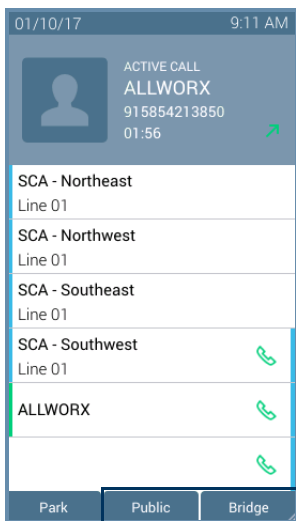 01/10/17 9:11 AM
ACTIVE CALL
ALLWORX
915854213850
01:56
SCA - Northeast
Line 01
SCA - Northwest
Line 01
SCA - Southeast
Line 01
SCA - Southwest
Line 01
ALLWORX
Park Public Bridge